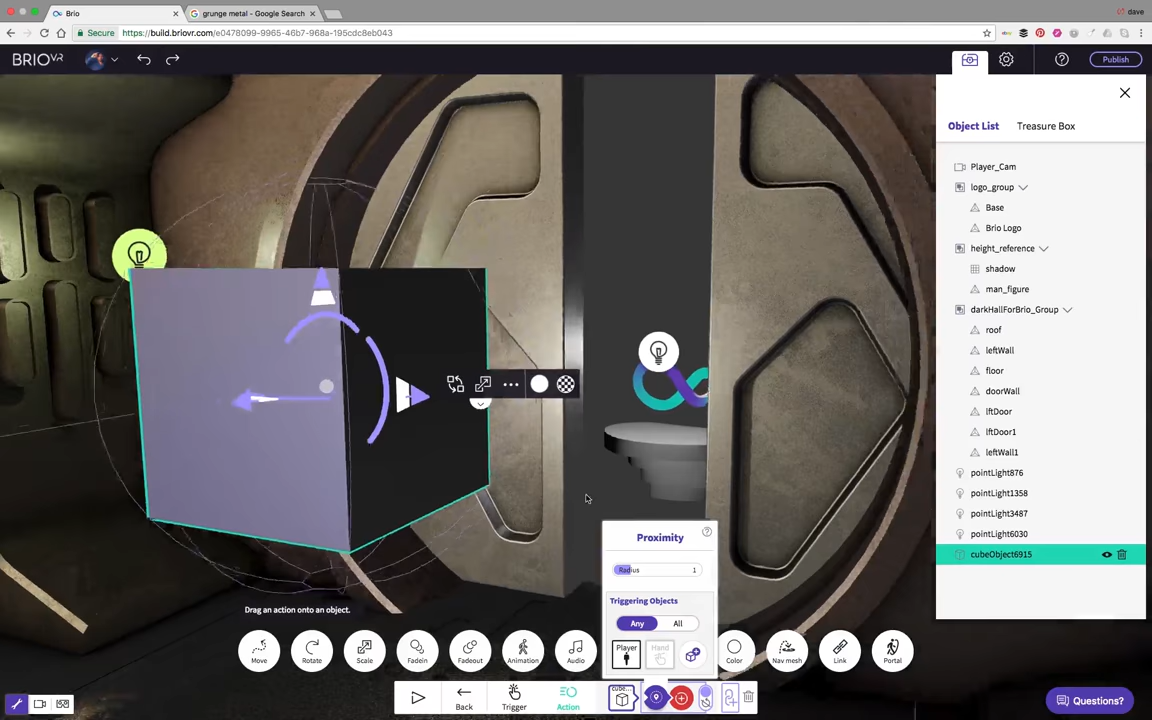 Brio
grunge metal - Google Search
dave
Secure
https://build.briovr.com/e0478099-9965-46b7-968a-195cdc8eb043
BRIOVR
Publish
Object List
Treasure Box
Player_Cam
logo_group
Base
Brio Logo
height_reference
shadow
man_figure
darkHallForBrio_Group
roof
leftWall
floor
doorWall
lftDoor
lftDoor1
leftWall1
pointLight876
pointLight1358
pointLight3487
pointLight6030
cubeObject6915
Proximity
Radius 1
Triggering Objects
Any All
Player Hand
Drag an action onto an object.
Move Rotate Scale Fadein Fadeout Animation Audio Color Nav mesh Link Portal
Back Trigger Action
cube...
Questions?